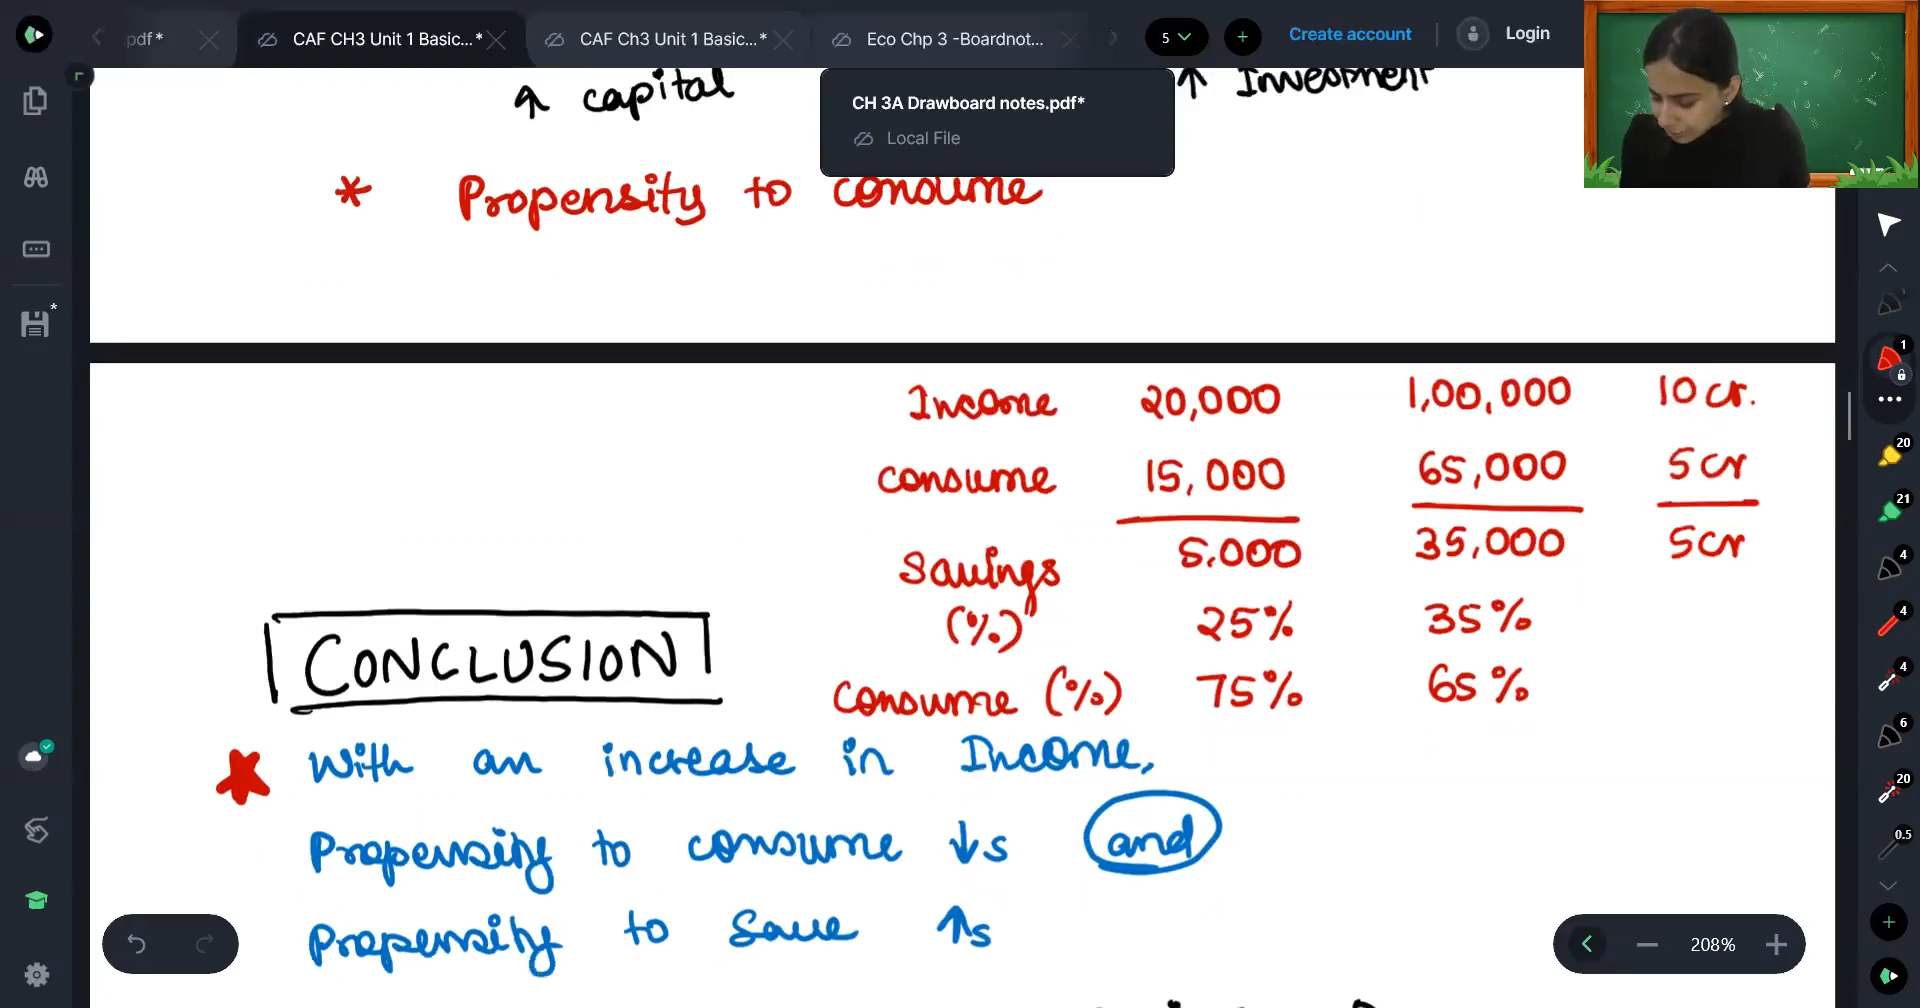 .pdf *
CAF CH3 Unit 1 Basic...*
CAF Ch3 Unit 1 Basic...*
Eco Chp 3 -Boardnot...
5
Create account
Login
CH 3A Drawboard notes.pdf*
Local File
↑ capital
↑ Investment
* Propensity to consume
Income 20,000 1,00,000 10 cr.
Consume 15,000 65,000 5 cr
Savings 5.000 35,000 5 cr
(%) 25% 35%
Consume (%) 75% 65%
CONCLUSION
With an increase in Income,
Propensity to consume ↓s and
Propensity to save ↑s
208%
1
20
21
4
4
4
6
20
0.5